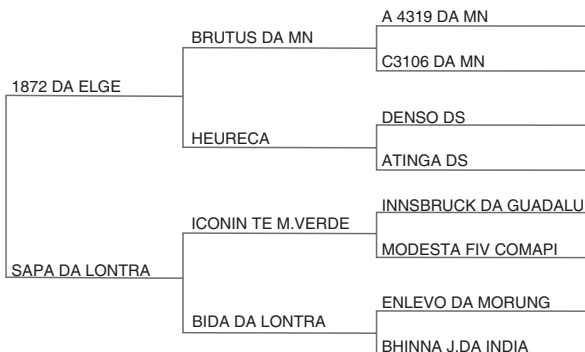 A 4319 DA MN
BRUTUS DA MN
C3106 DA MN
1872 DA ELGE
DENSO DS
HEURECA
ATINGA DS
INNSBRUCK DA GUADALU
ICONIN TE M.VERDE
MODESTA FIV COMAPI
SAPA DA LONTRA
ENLEVO DA MORUNG
BIDA DA LONTRA
BHINNA J.DA INDIA